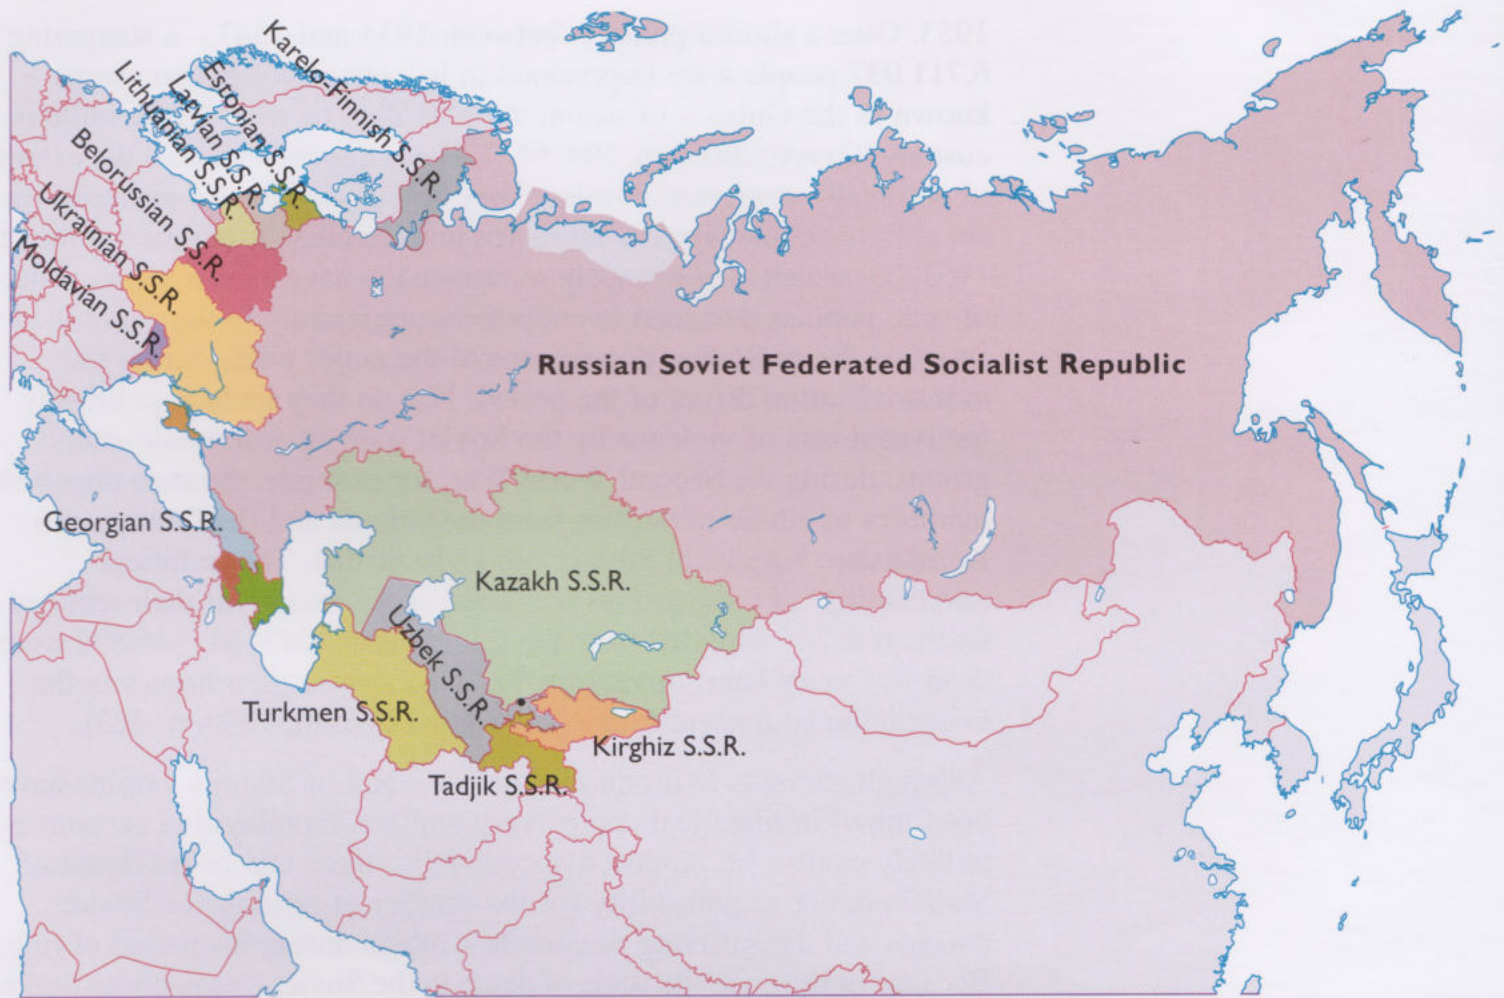 Karelo-Finnish S.S.R.
Estonian S.S.R.
Latvian S.S.R.
Lithuanian S.S.R.
Belorussian S.S.R.
Ukrainian S.S.R.
Moldavian S.S.R.
Russian Soviet Federated Socialist Republic
Georgian S.S.R.
Kazakh S.S.R.
Uzbek S.S.R.
Turkmen S.S.R.
Kirghiz S.S.R.
Tadjik S.S.R.